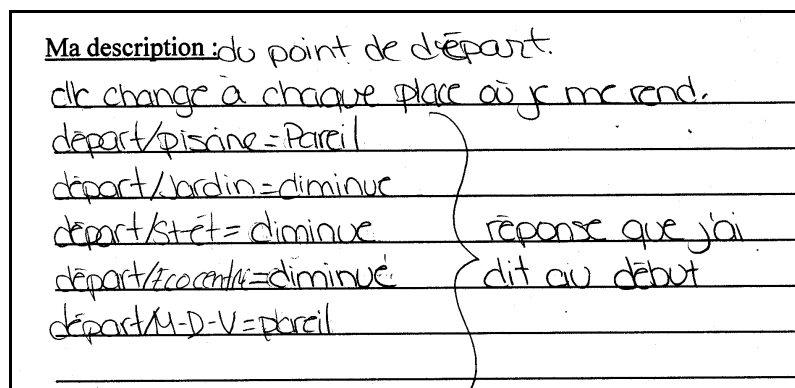 Ma description : du point de départ.
elle change à chaque place où je me rend.
départ/piscine = Pareil
départ/Jardin = diminue
départ/St-Ét = diminue
réponse que j'ai
départ/Ecocentre = diminué
dit au début
départ/M-D-V = pareil